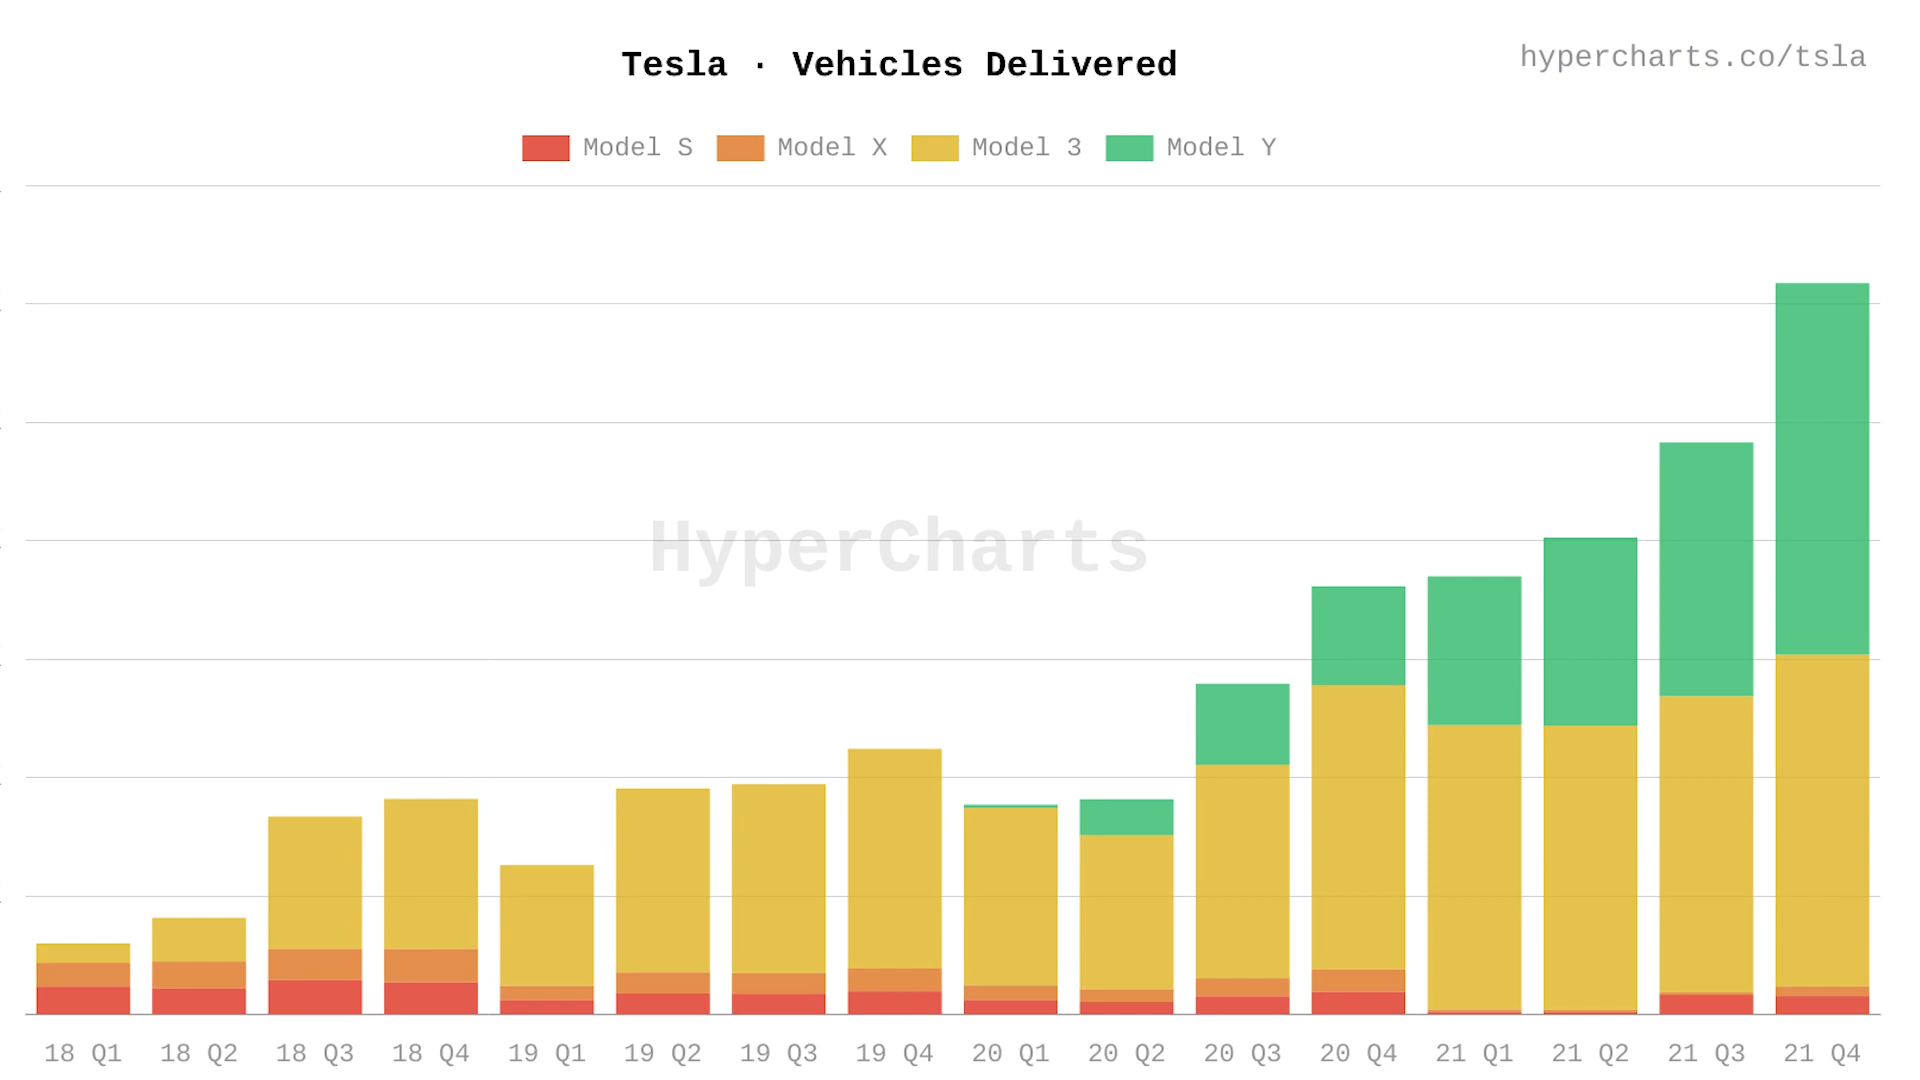 Tesla · Vehicles Delivered
hypercharts.co/tsla
Model S
Model X
Model 3
Model Y
HyperCharts
18 Q1
18 Q2
18 Q3
18 Q4
19 Q1
19 Q2
19 Q3
19 Q4
20 Q1
20 Q2
20 Q3
20 Q4
21 Q1
21 Q2
21 Q3
21 Q4